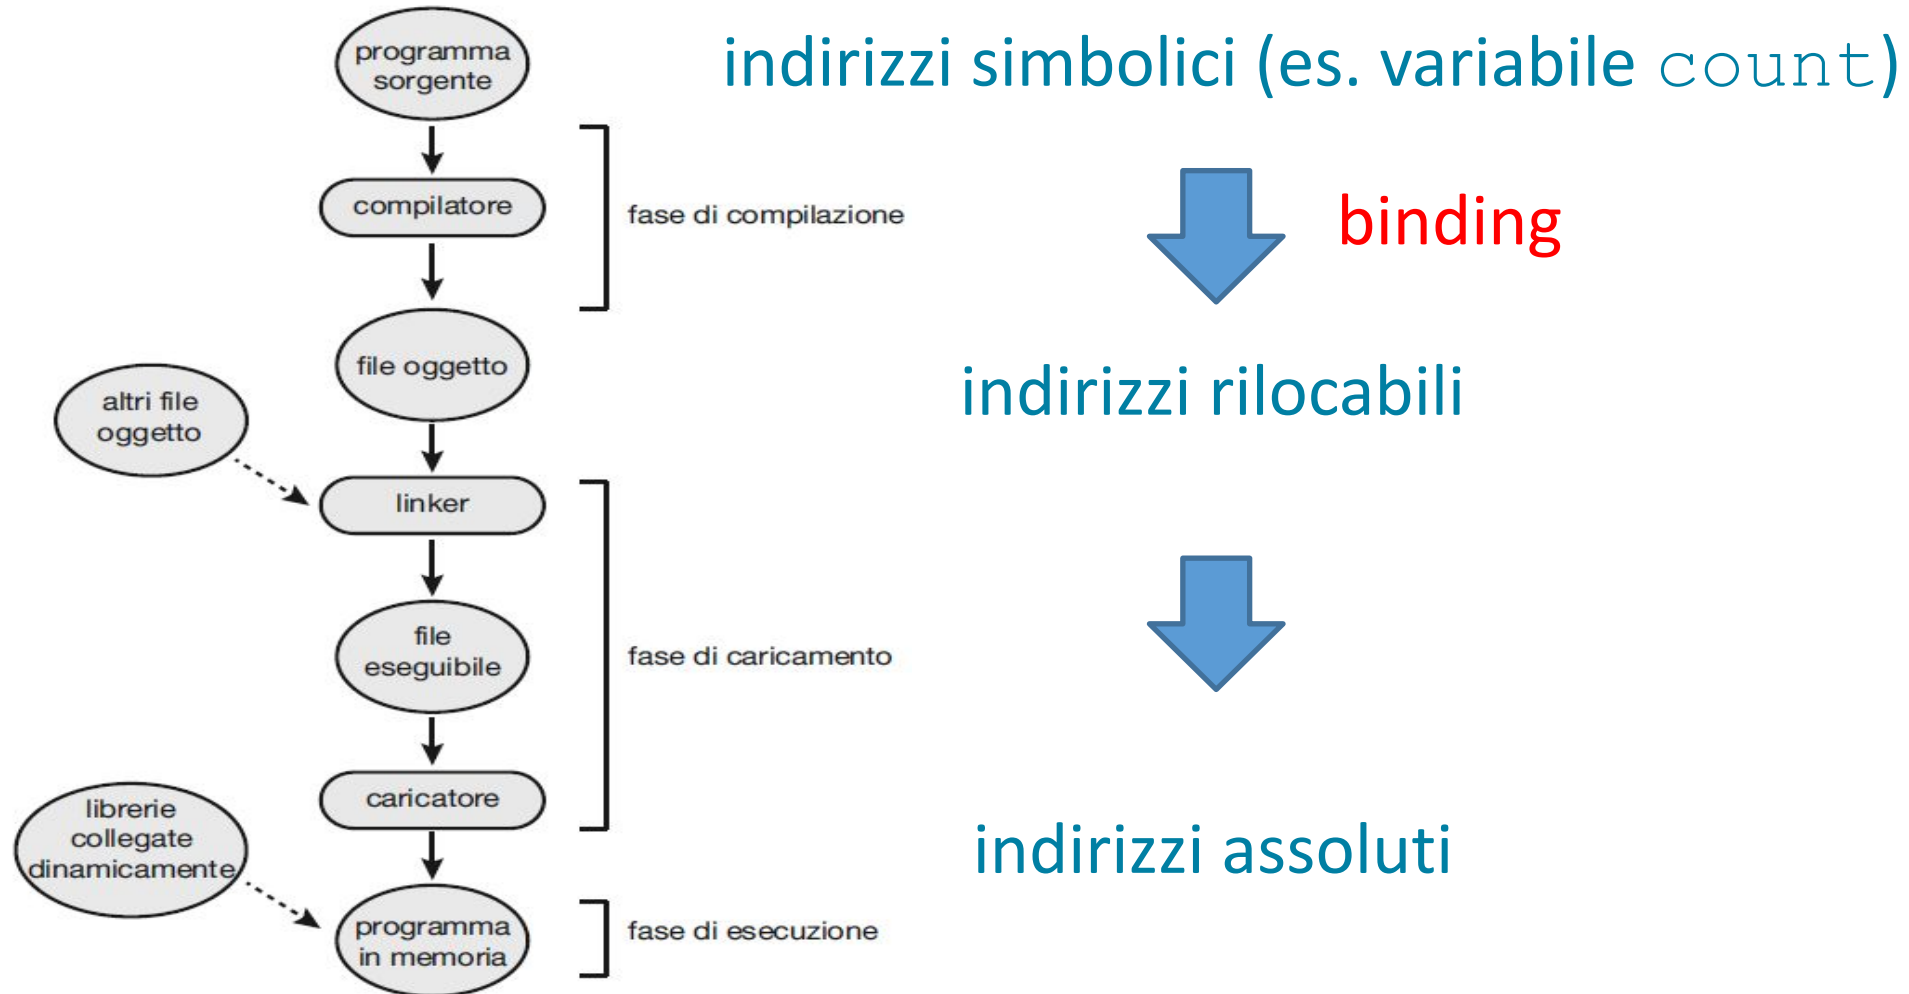 programma
sorgente
indirizzi simbolici (es. variabile count)
compilatore
fase di compilazione
binding
file oggetto
indirizzi rilocabili
altri file
oggetto
linker
file
eseguibile
fase di caricamento
caricatore
librerie
collegate
dinamicamente
indirizzi assoluti
programma
in memoria
fase di esecuzione